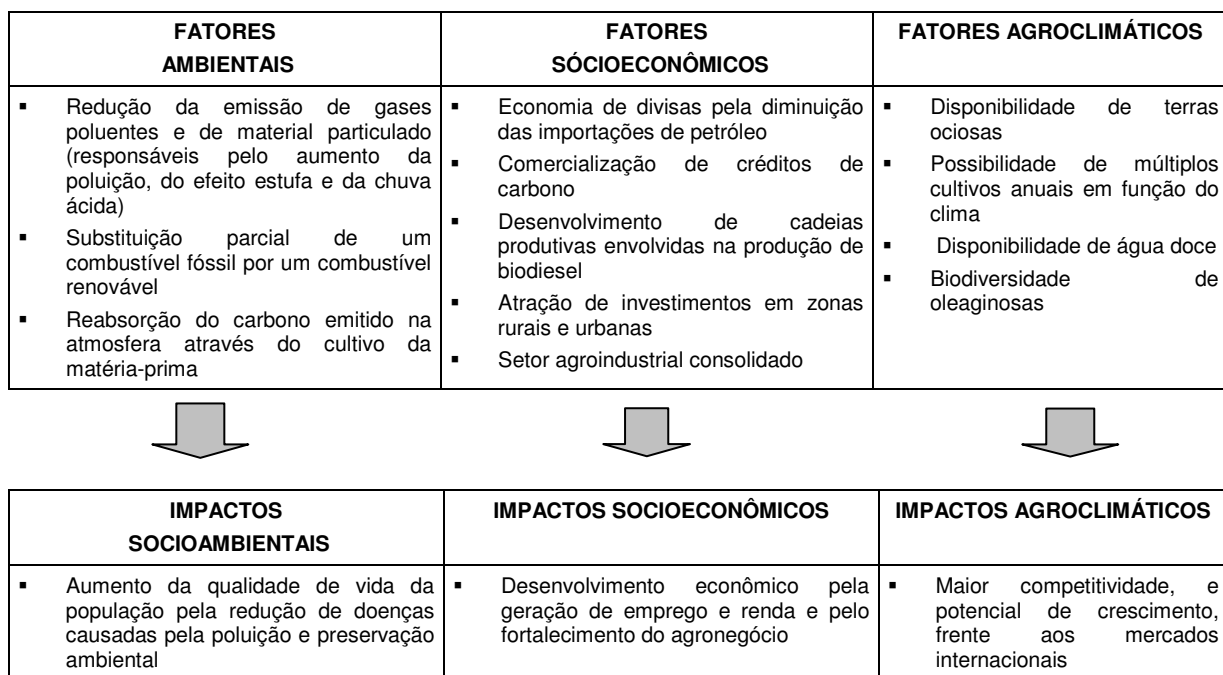 FATORES
AMBIENTAIS
▪ Redução da emissão de gases
poluentes e de material particulado
(responsáveis pelo aumento da
poluição, do efeito estufa e da chuva
ácida)
▪ Substituição parcial de um
combustível fóssil por um combustível
renovável
▪ Reabsorção do carbono emitido na
atmosfera através do cultivo da
matéria-prima
FATORES
SÓCIOECONÔMICOS
▪ Economia de divisas pela diminuição
das importações de petróleo
▪ Comercialização de créditos de
carbono
▪ Desenvolvimento de cadeias
produtivas envolvidas na produção de
biodiesel
▪ Atração de investimentos em zonas
rurais e urbanas
▪ Setor agroindustrial consolidado
FATORES AGROCLIMÁTICOS
▪ Disponibilidade de terras
ociosas
▪ Possibilidade de múltiplos
cultivos anuais em função do
clima
▪ Disponibilidade de água doce
▪ Biodiversidade de
oleaginosas
IMPACTOS
SOCIOAMBIENTAIS
▪ Aumento da qualidade de vida da
população pela redução de doenças
causadas pela poluição e preservação
ambiental
IMPACTOS SOCIOECONÔMICOS
▪ Desenvolvimento econômico pela
geração de emprego e renda e pelo
fortalecimento do agronegócio
IMPACTOS AGROCLIMÁTICOS
▪ Maior competitividade, e
potencial de crescimento,
frente aos mercados
internacionais